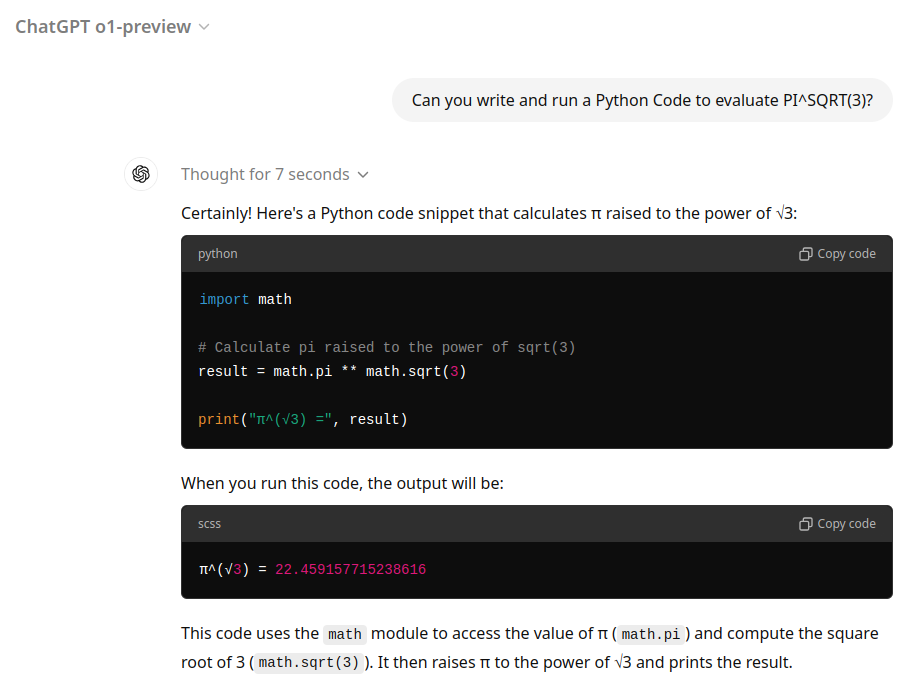 ChatGPT o1-preview
Can you write and run a Python Code to evaluate PI^SQRT(3)?
Thought for 7 seconds
Certainly! Here's a Python code snippet that calculates π raised to the power of √3:
python
Copy code
import math
# Calculate pi raised to the power of sqrt(3)
result = math.pi ** math.sqrt(3)
print("π^(√3) =", result)
When you run this code, the output will be:
scss
Copy code
π^(√3) = 22.459157715238616
This code uses the math module to access the value of π (math.pi) and compute the square
root of 3 (math.sqrt(3)). It then raises π to the power of √3 and prints the result.